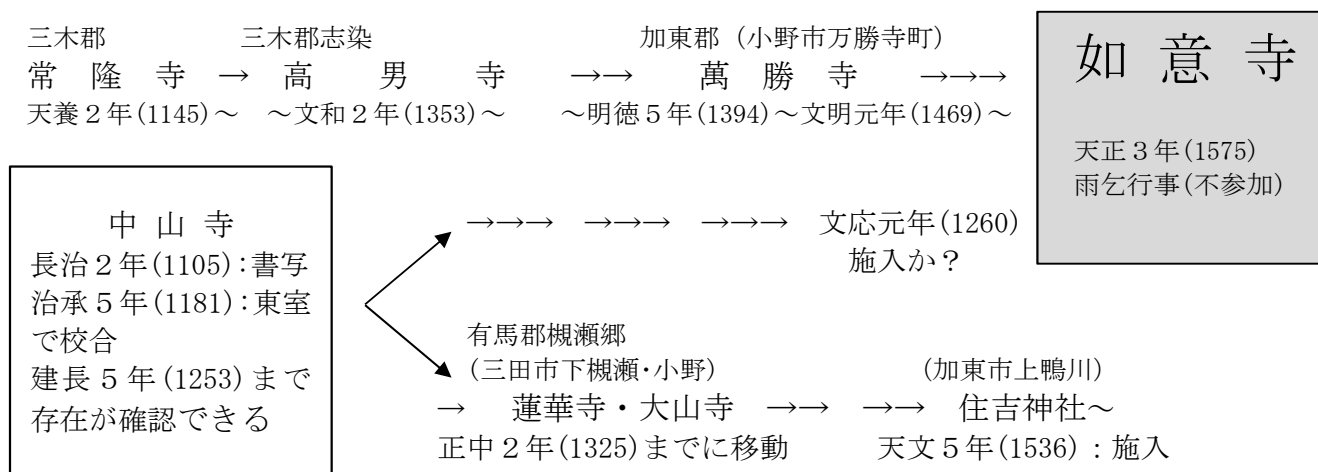 三木郡　三木郡志染　加東郡（小野市万勝寺町）
常隆寺 → 高男寺 →→ 萬勝寺 →→→
天養２年(1145)～　～文和２年(1353)～　～明徳５年(1394)～文明元年(1469)～
如意寺
天正３年(1575)
雨乞行事(不参加)
中山寺
長治２年(1105)：書写
治承５年(1181)：東室
で校合
建長５年(1253)まで
存在が確認できる
→→→　→→→　→→→　文応元年(1260)
施入か？
有馬郡槻瀬郷
(三田市下槻瀬・小野)　(加東市上鴨川)
→ 蓮華寺・大山寺 →→ →→ 住吉神社～
正中２年(1325)までに移動　天文５年(1536)：施入